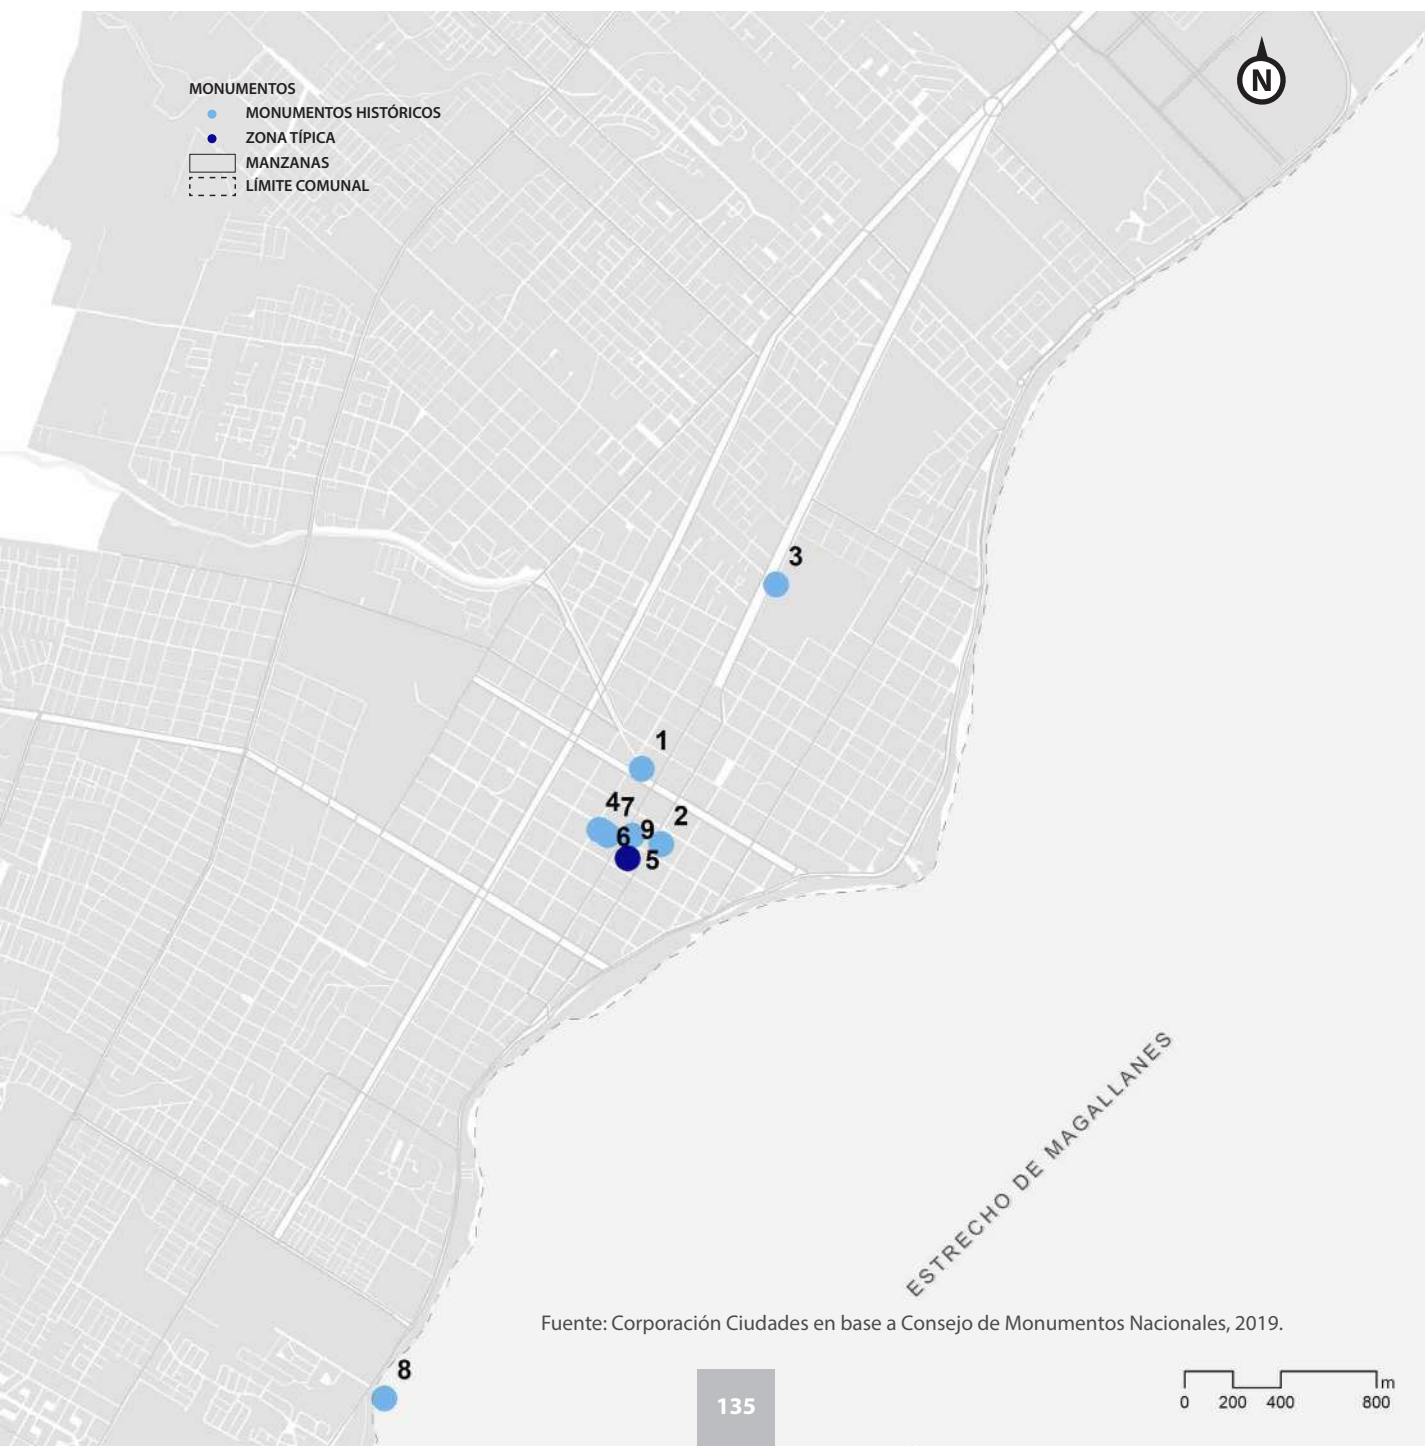 N
MONUMENTOS
MONUMENTOS HISTÓRICOS
ZONA TÍPICA
MANZANAS
LÍMITE COMUNAL
3
1
47
2
6 9
5
ESTRECHO DE MAGALLANES
Fuente: Corporación Ciudades en base a Consejo de Monumentos Nacionales, 2019.
8
135
m
0 200 400 800